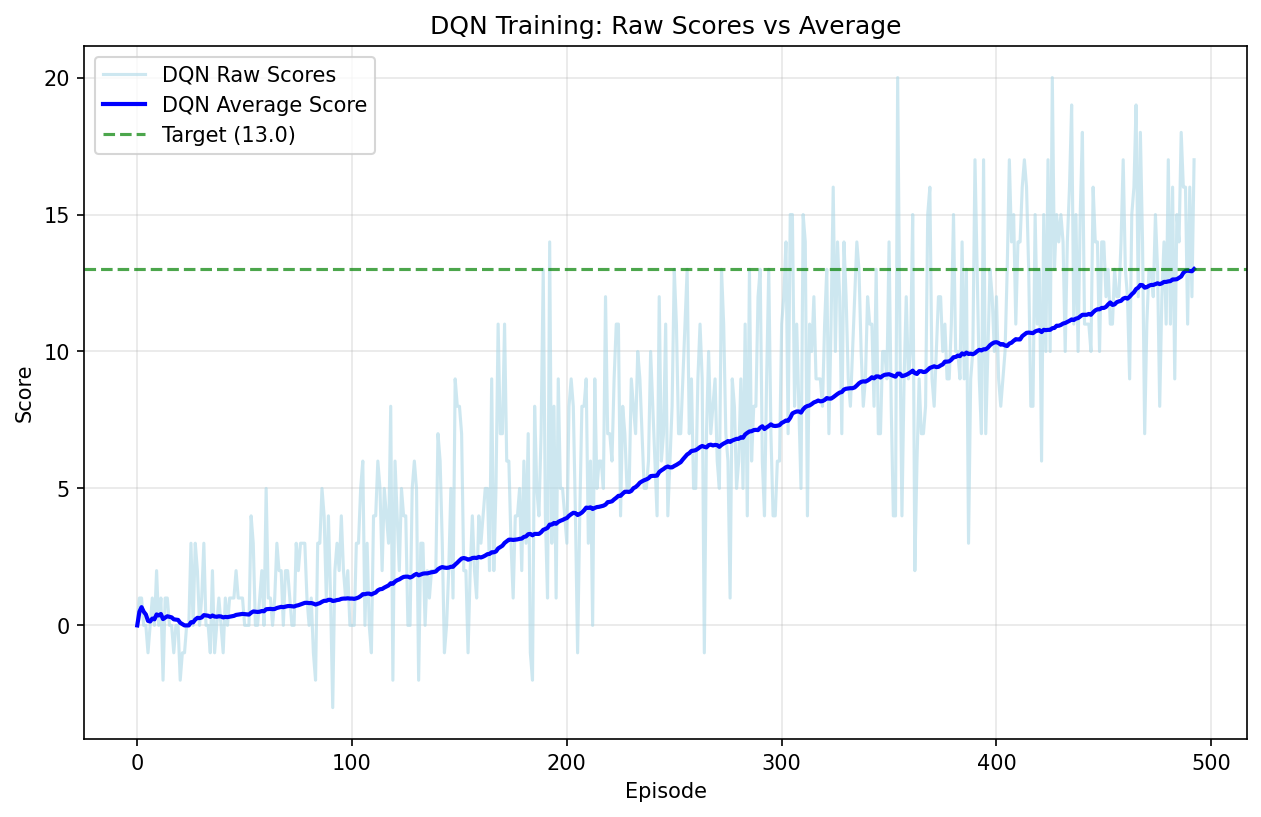 DQN Training: Raw Scores vs Average
DQN Raw Scores
DQN Average Score
Target (13.0)
20
15
10
5
0
Score
0 100 200 300 400 500
Episode